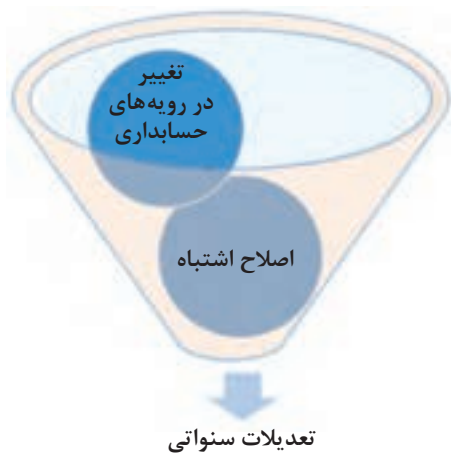 تغییر
در رویه‌های
حسابداری
اصلاح اشتباه
تعدیلات سنواتی